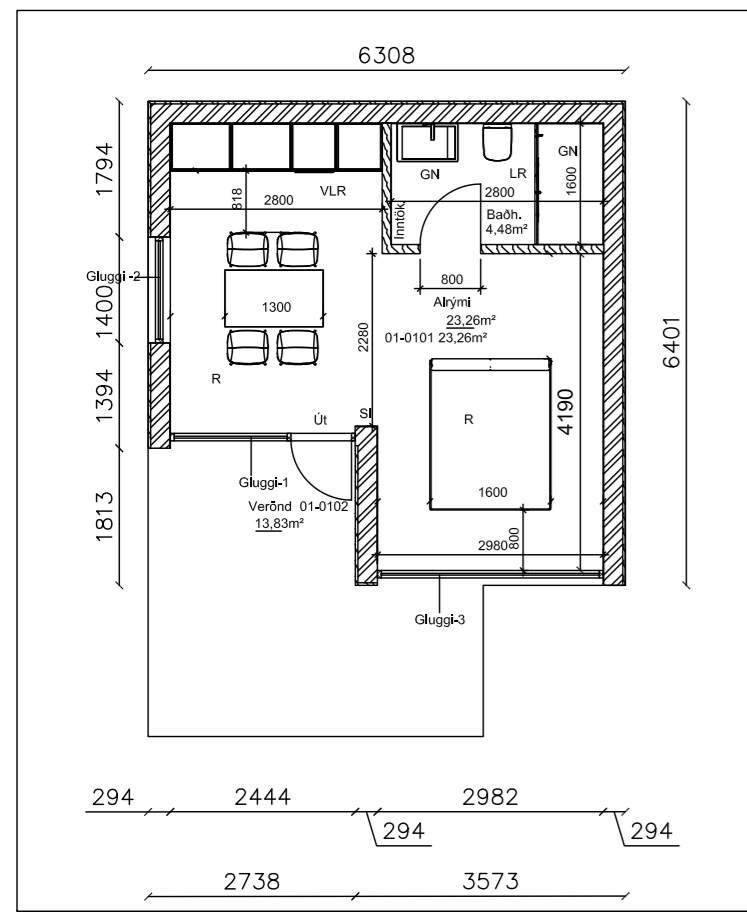 6308
1794
1400
1394
1813
6401
GN
LR
GN
1600
VLR
818
2800
2800
Inntök.
Baðh.
4,48m²
Gluggi -2
1300
800
Alrými
23,26m²
01-0101 23,26m²
2280
4190
R
R
Út
Sl
Gluggi-1
1600
Verönd 01-0102
13,83m²
800
2980
Gluggi-3
294
2444
2982
294
294
2738
3573